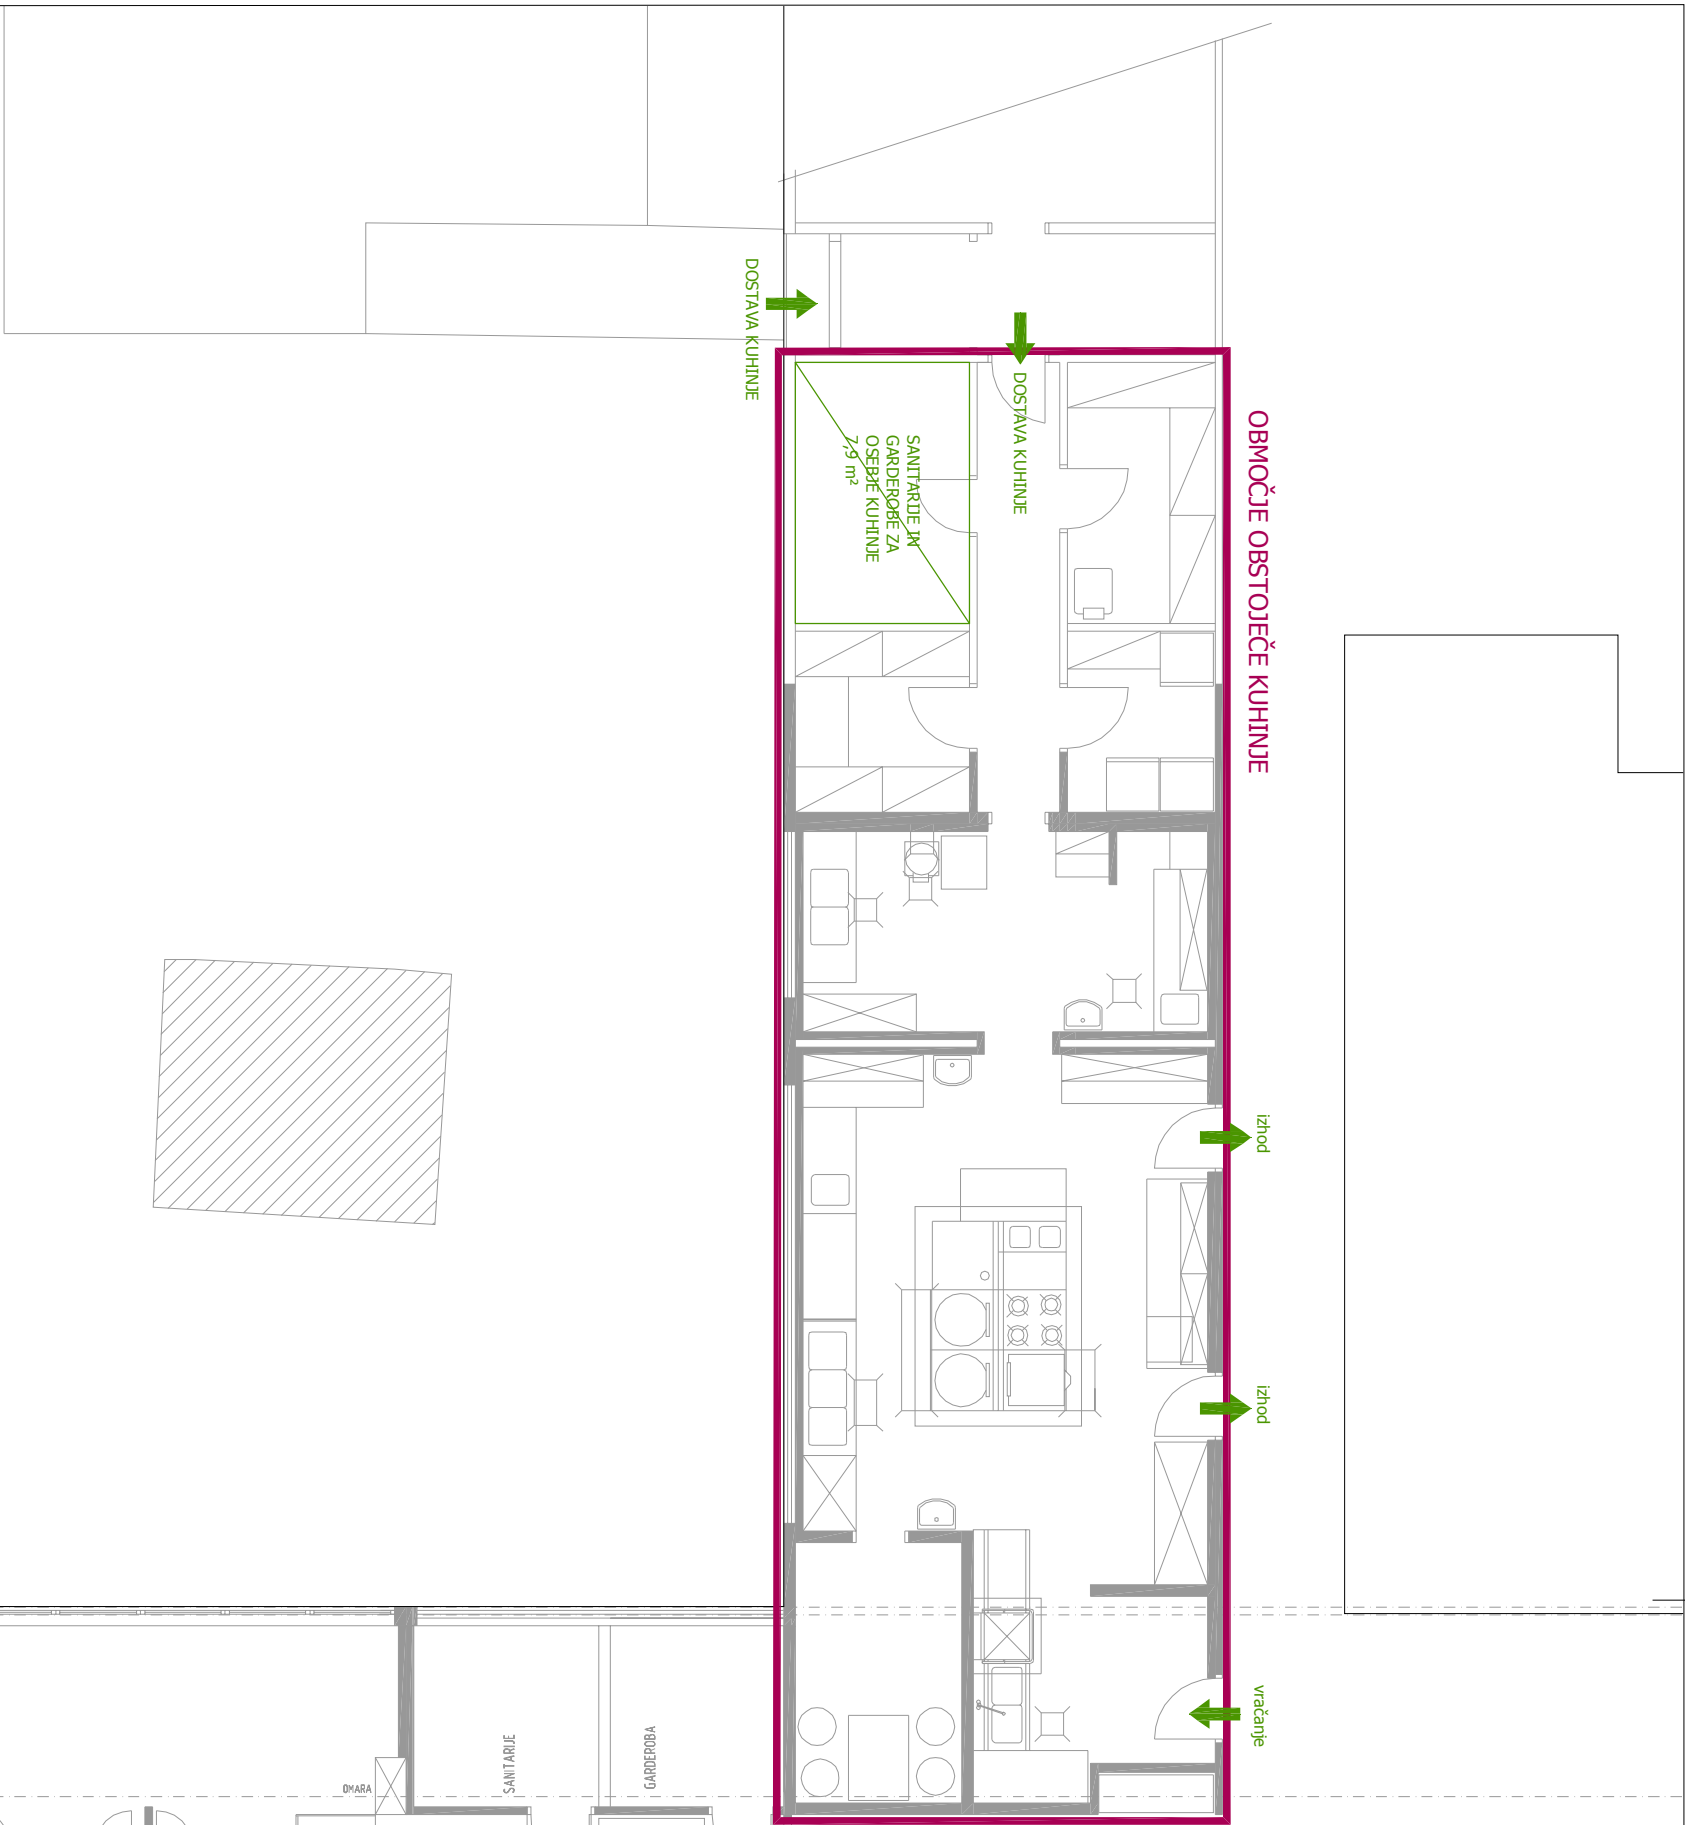 DOSTAVA KUHINJE
DOSTAVA KUHINJE
SANITARIJE IN
GARDEROBE ZA
OSEBJE KUHINJE
7,9 m²
OBMOČJE OBSTOJEČE KUHINJE
izhod
izhod
vračanje
OMARA
SANITARIJE
GARDEROBA